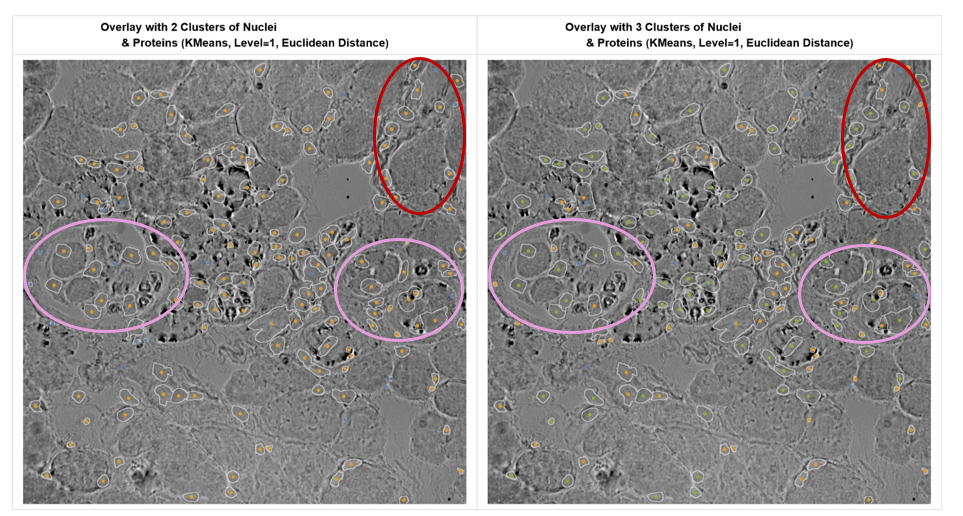 Overlay with 2 Clusters of Nuclei
& Proteins (KMeans, Level=1, Euclidean Distance)
Overlay with 3 Clusters of Nuclei
& Proteins (KMeans, Level=1, Euclidean Distance)